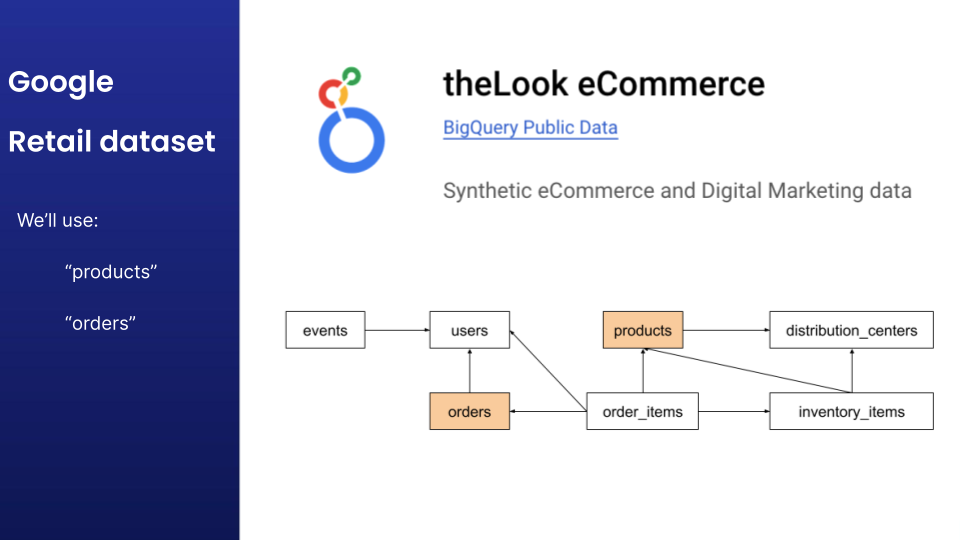 Google
Retail dataset
We’ll use:
“products”
“orders”
theLook eCommerce
BigQuery Public Data
Synthetic eCommerce and Digital Marketing data
events
users
products
distribution_centers
orders
order_items
inventory_items